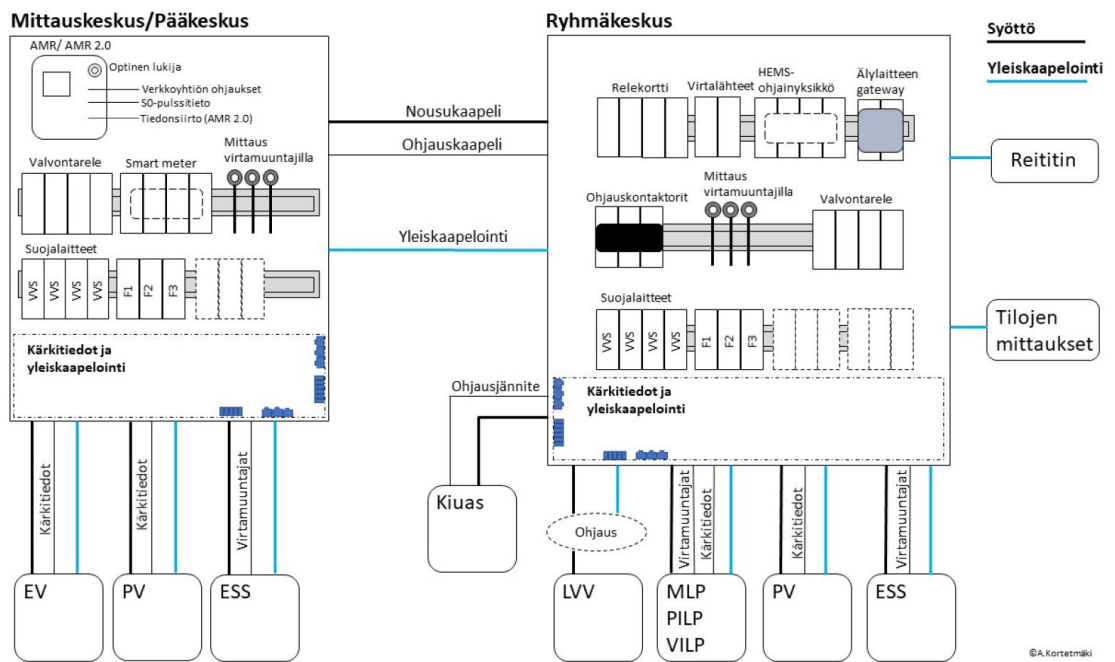 Mittauskeskus/Pääkeskus
AMR/ AMR 2.0
Optinen lukija
Verkkoyhtiön ohjaukset
S0-pulssitieto
Tiedonsiirto (AMR 2.0)
Valvontarele
Smart meter
Mittaus
virtamuuntajilla
Suojalaitteet
VVS
VVS
VVS
VVS
F1
F2
F3
Kärkitiedot ja
yleiskaapelointi
Kärkitiedot
Kärkitiedot
Virtamuuntajat
EV
PV
ESS
Nousukaapeli
Ohjauskaapeli
Yleiskaapelointi
Ohjausjännite
Kiuas
Ryhmäkeskus
Relekortti
Virtalähteet
HEMS-
ohjainyksikkö
Älylaitteen
gateway
Ohjauskontaktorit
Mittaus
virtamuuntajilla
Valvontarele
Suojalaitteet
VVS
VVS
VVS
VVS
F1
F2
F3
Kärkitiedot ja
yleiskaapelointi
Ohjaus
Virtamuuntajat
Kärkitiedot
Kärkitiedot
Virtamuuntajat
LVV
MLP
PILP
VILP
PV
ESS
Syöttö
Yleiskaapelointi
Reititin
Tilojen
mittaukset
©A.Kortetmäki